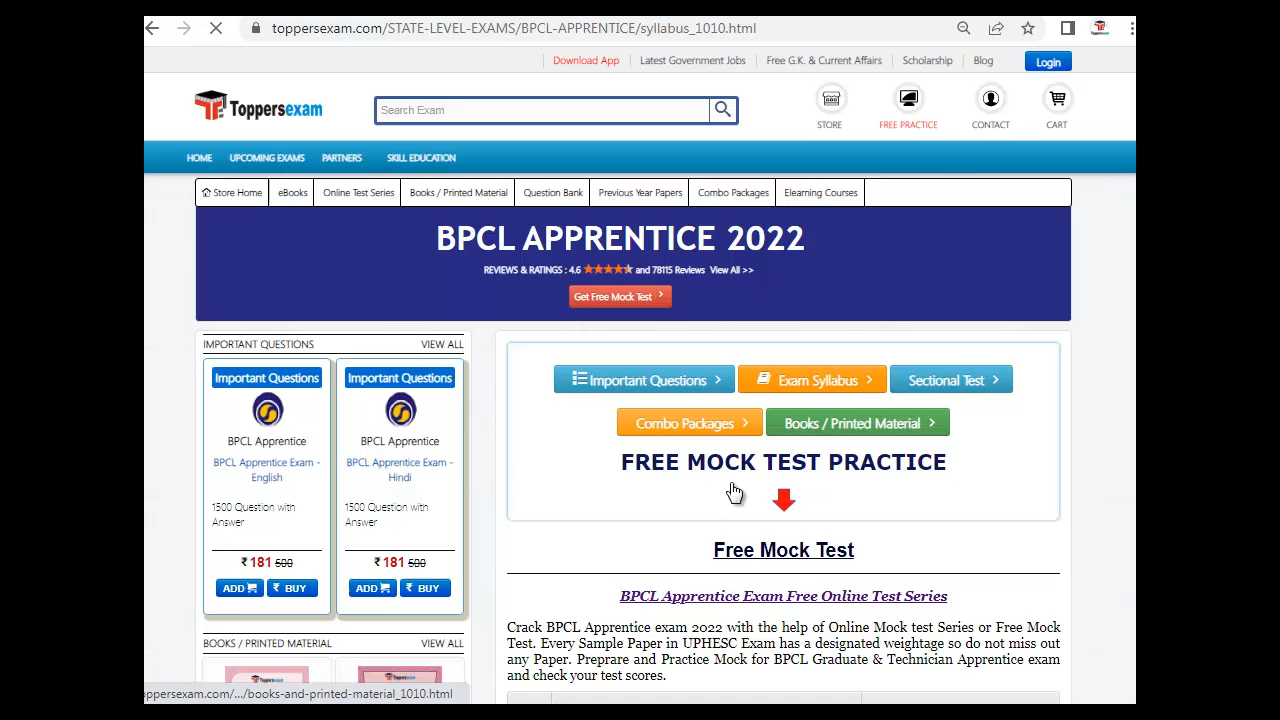 toppersexam.com/STATE-LEVEL-EXAMS/BPCL-APPRENTICE/syllabus_1010.html
Download App Latest Government Jobs Free G.K. & Current Affairs Scholarship Blog Login
Toppersexam
Search Exam
STORE FREE PRACTICE CONTACT CART
HOME UPCOMING EXAMS PARTNERS SKILL EDUCATION
Store Home eBooks Online Test Series Books / Printed Material Question Bank Previous Year Papers Combo Packages Elearning Courses
BPCL APPRENTICE 2022
REVIEWS & RATINGS : 4.6 and 78115 Reviews View All >>
Get Free Mock Test
IMPORTANT QUESTIONS VIEW ALL
Important Questions
BPCL Apprentice
BPCL Apprentice Exam -
English
1500 Question with
Answer
₹ 181 500
ADD ₹ BUY
Important Questions
BPCL Apprentice
BPCL Apprentice Exam -
Hindi
1500 Question with
Answer
₹ 181 500
ADD ₹ BUY
BOOKS / PRINTED MATERIAL VIEW ALL
Toppersexam
Toppersexam
Important Questions Exam Syllabus Sectional Test
Combo Packages Books / Printed Material
FREE MOCK TEST PRACTICE
Free Mock Test
BPCL Apprentice Exam Free Online Test Series
Crack BPCL Apprentice exam 2022 with the help of Online Mock test Series or Free Mock
Test. Every Sample Paper in UPHESC Exam has a designated weightage so do not miss out
any Paper. Preprare and Practice Mock for BPCL Graduate & Technician Apprentice exam
and check your test scores.
oppersexam.com/.../books-and-printed-material_1010.html